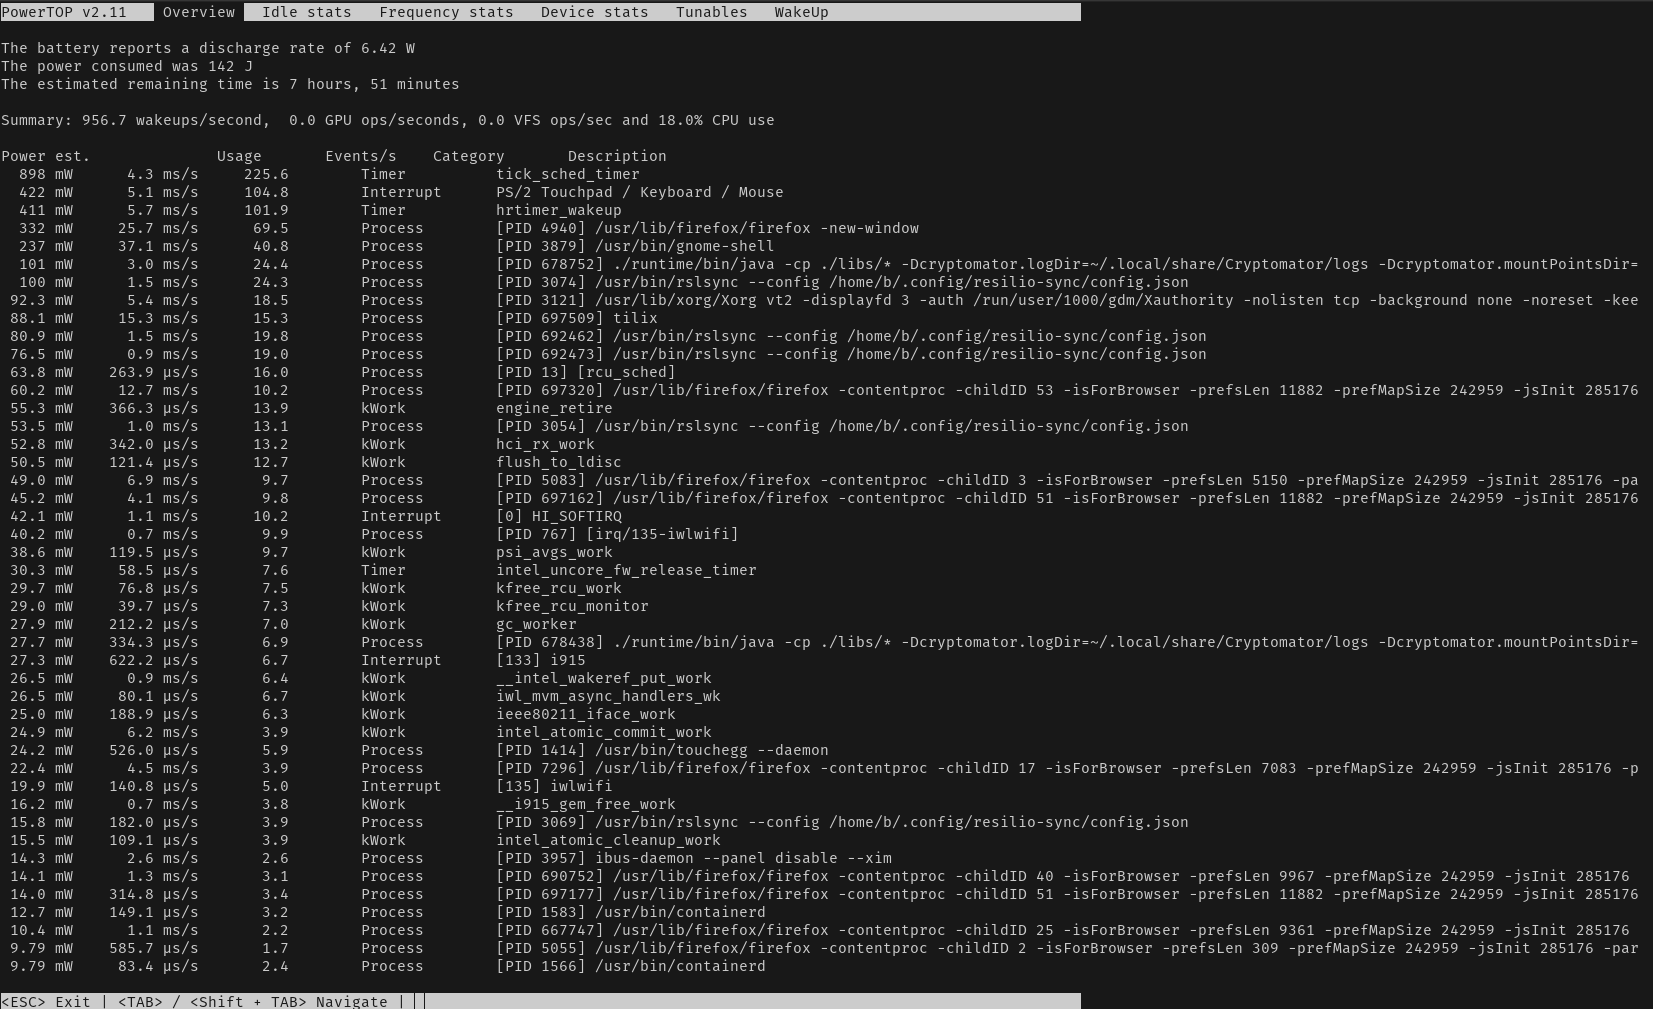 PowerTOP v2.11 Overview Idle stats Frequency stats Device stats Tunables WakeUp
The battery reports a discharge rate of 6.42 W
The power consumed was 142 J
The estimated remaining time is 7 hours, 51 minutes
Summary: 956.7 wakeups/second, 0.0 GPU ops/seconds, 0.0 VFS ops/sec and 18.0% CPU use
Power est. Usage Events/s Category Description
898 mW 4.3 ms/s 225.6 Timer tick_sched_timer
422 mW 5.1 ms/s 104.8 Interrupt PS/2 Touchpad / Keyboard / Mouse
411 mW 5.7 ms/s 101.9 Timer hrtimer_wakeup
332 mW 25.7 ms/s 69.5 Process [PID 4940] /usr/lib/firefox/firefox -new-window
237 mW 37.1 ms/s 40.8 Process [PID 3879] /usr/bin/gnome-shell
101 mW 3.0 ms/s 24.4 Process [PID 678752] ./runtime/bin/java -cp ./libs/* -Dcryptomator.logDir=~/.local/share/Cryptomator/logs -Dcryptomator.mountPointsDir=
100 mW 1.5 ms/s 24.3 Process [PID 3074] /usr/bin/rslsync --config /home/b/.config/resilio-sync/config.json
92.3 mW 5.4 ms/s 18.5 Process [PID 3121] /usr/lib/xorg/Xorg vt2 -displayfd 3 -auth /run/user/1000/gdm/Xauthority -nolisten tcp -background none -noreset -kee
88.1 mW 15.3 ms/s 15.3 Process [PID 697509] tilix
80.9 mW 1.5 ms/s 19.8 Process [PID 692462] /usr/bin/rslsync --config /home/b/.config/resilio-sync/config.json
76.5 mW 0.9 ms/s 19.0 Process [PID 692473] /usr/bin/rslsync --config /home/b/.config/resilio-sync/config.json
63.8 mW 263.9 µs/s 16.0 Process [PID 13] [rcu_sched]
60.2 mW 12.7 ms/s 10.2 Process [PID 697320] /usr/lib/firefox/firefox -contentproc -childID 53 -isForBrowser -prefsLen 11882 -prefMapSize 242959 -jsInit 285176
55.3 mW 366.3 µs/s 13.9 kWork engine_retire
53.5 mW 1.0 ms/s 13.1 Process [PID 3054] /usr/bin/rslsync --config /home/b/.config/resilio-sync/config.json
52.8 mW 342.0 µs/s 13.2 kWork hci_rx_work
50.5 mW 121.4 µs/s 12.7 kWork flush_to_ldisc
49.0 mW 6.9 ms/s 9.7 Process [PID 5083] /usr/lib/firefox/firefox -contentproc -childID 3 -isForBrowser -prefsLen 5150 -prefMapSize 242959 -jsInit 285176 -pa
45.2 mW 4.1 ms/s 9.8 Process [PID 697162] /usr/lib/firefox/firefox -contentproc -childID 51 -isForBrowser -prefsLen 11882 -prefMapSize 242959 -jsInit 285176
42.1 mW 1.1 ms/s 10.2 Interrupt [0] HI_SOFTIRQ
40.2 mW 0.7 ms/s 9.9 Process [PID 767] [irq/135-iwlwifi]
38.6 mW 119.5 µs/s 9.7 kWork psi_avgs_work
30.3 mW 58.5 µs/s 7.6 Timer intel_uncore_fw_release_timer
29.7 mW 76.8 µs/s 7.5 kWork kfree_rcu_work
29.0 mW 39.7 µs/s 7.3 kWork kfree_rcu_monitor
27.9 mW 212.2 µs/s 7.0 kWork gc_worker
27.7 mW 334.3 µs/s 6.9 Process [PID 678438] ./runtime/bin/java -cp ./libs/* -Dcryptomator.logDir=~/.local/share/Cryptomator/logs -Dcryptomator.mountPointsDir=
27.3 mW 622.2 µs/s 6.7 Interrupt [133] i915
26.5 mW 0.9 ms/s 6.4 kWork __intel_wakeref_put_work
26.5 mW 80.1 µs/s 6.7 kWork iwl_mvm_async_handlers_wk
25.0 mW 188.9 µs/s 6.3 kWork ieee80211_iface_work
24.9 mW 6.2 ms/s 3.9 kWork intel_atomic_commit_work
24.2 mW 526.0 µs/s 5.9 Process [PID 1414] /usr/bin/touchegg --daemon
22.4 mW 4.5 ms/s 3.9 Process [PID 7296] /usr/lib/firefox/firefox -contentproc -childID 17 -isForBrowser -prefsLen 7083 -prefMapSize 242959 -jsInit 285176 -p
19.9 mW 140.8 µs/s 5.0 Interrupt [135] iwlwifi
16.2 mW 0.7 ms/s 3.8 kWork __i915_gem_free_work
15.8 mW 182.0 µs/s 3.9 Process [PID 3069] /usr/bin/rslsync --config /home/b/.config/resilio-sync/config.json
15.5 mW 109.1 µs/s 3.9 kWork intel_atomic_cleanup_work
14.3 mW 2.6 ms/s 2.6 Process [PID 3957] ibus-daemon --panel disable --xim
14.1 mW 1.3 ms/s 3.1 Process [PID 690752] /usr/lib/firefox/firefox -contentproc -childID 40 -isForBrowser -prefsLen 9967 -prefMapSize 242959 -jsInit 285176
14.0 mW 314.8 µs/s 3.4 Process [PID 697177] /usr/lib/firefox/firefox -contentproc -childID 51 -isForBrowser -prefsLen 11882 -prefMapSize 242959 -jsInit 285176
12.7 mW 149.1 µs/s 3.2 Process [PID 1583] /usr/bin/containerd
10.4 mW 1.1 ms/s 2.2 Process [PID 667747] /usr/lib/firefox/firefox -contentproc -childID 25 -isForBrowser -prefsLen 9361 -prefMapSize 242959 -jsInit 285176
9.79 mW 585.7 µs/s 1.7 Process [PID 5055] /usr/lib/firefox/firefox -contentproc -childID 2 -isForBrowser -prefsLen 309 -prefMapSize 242959 -jsInit 285176 -par
9.79 mW 83.4 µs/s 2.4 Process [PID 1566] /usr/bin/containerd
<ESC> Exit | <TAB> / <Shift + TAB> Navigate |